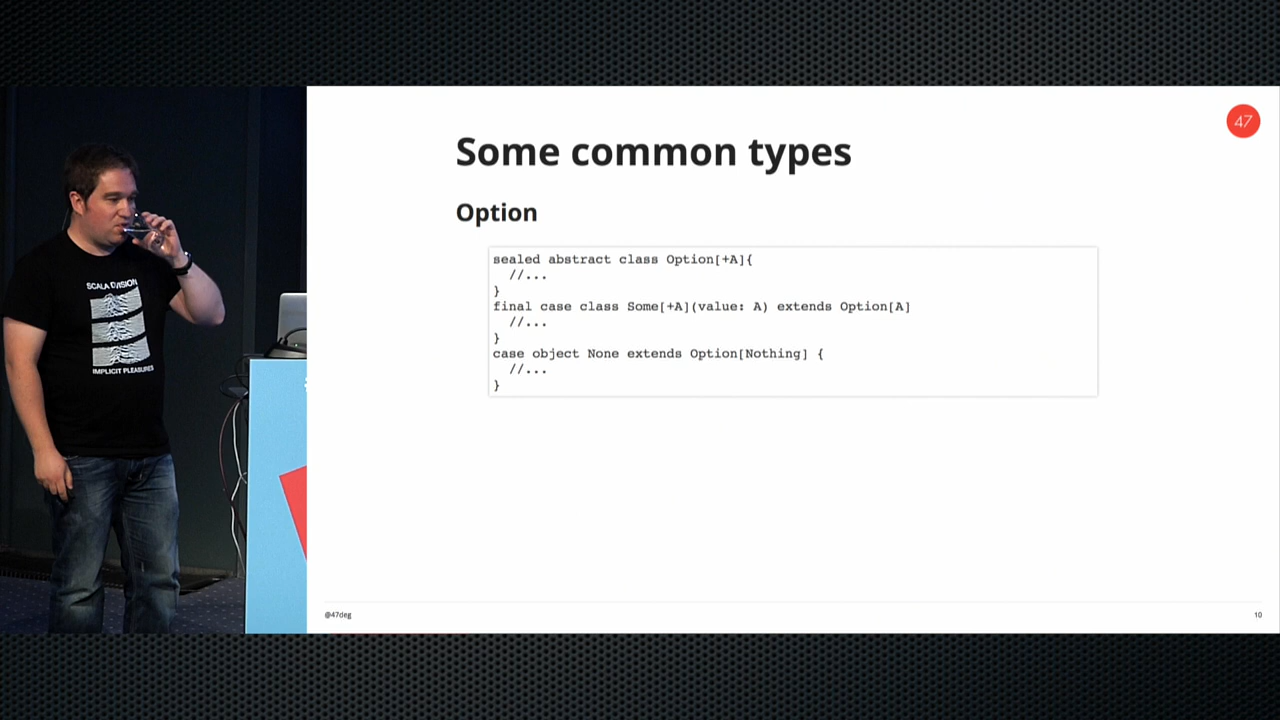 SCALA DIVISION
IMPLICIT PLEASURES
47
Some common types
Option
sealed abstract class Option[+A]{
  //...
}
final case class Some[+A](value: A) extends Option[A]
  //...
}
case object None extends Option[Nothing] {
  //...
}
@47deg
10